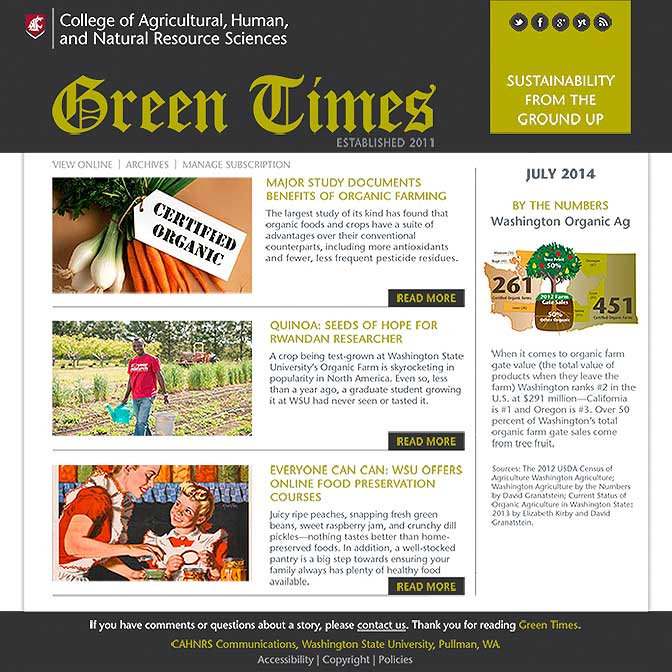 College of Agricultural, Human,
and Natural Resource Sciences
Green Times
ESTABLISHED 2011
SUSTAINABILITY
FROM THE
GROUND UP
VIEW ONLINE | ARCHIVES | MANAGE SUBSCRIPTION
CERTIFIED
ORGANIC
MAJOR STUDY DOCUMENTS
BENEFITS OF ORGANIC FARMING
The largest study of its kind has found that
organic foods and crops have a suite of
advantages over their conventional
counterparts, including more antioxidants
and fewer, less frequent pesticide residues.
READ MORE
QUINOA: SEEDS OF HOPE FOR
RWANDAN RESEARCHER
A crop being test-grown at Washington State
University's Organic Farm is skyrocketing in
popularity in North America. Even so, less
than a year ago, a graduate student growing
it at WSU had never seen or tasted it.
READ MORE
EVERYONE CAN CAN: WSU OFFERS
ONLINE FOOD PRESERVATION
COURSES
Juicy ripe peaches, snapping fresh green
beans, sweet raspberry jam, and crunchy dill
pickles—nothing tastes better than home-
preserved foods. In addition, a well-stocked
pantry is a big step towards ensuring your
family always has plenty of healthy food
available.
READ MORE
JULY 2014
BY THE NUMBERS
Washington Organic Ag
Tree Fruit
50%
261
Certified Organic Farms
2012 Farm
Gate Sales
50%
Other Organic
451
Certified Organic Farms
When it comes to organic farm
gate value (the total value of
products when they leave the
farm) Washington ranks #2 in the
U.S. at $291 million—California
is #1 and Oregon is #3. Over 50
percent of Washington's total
organic farm gate sales come
from tree fruit.
Sources: The 2012 USDA Census of
Agriculture Washington Agriculture;
Washington Agriculture by the Numbers
by David Granatstein; Current Status of
Organic Agriculture in Washington State:
2013 by Elizabeth Kirby and David
Granatstein.
If you have comments or questions about a story, please contact us. Thank you for reading Green Times.
CAHNRS Communications, Washington State University, Pullman, WA
Accessibility | Copyright | Policies